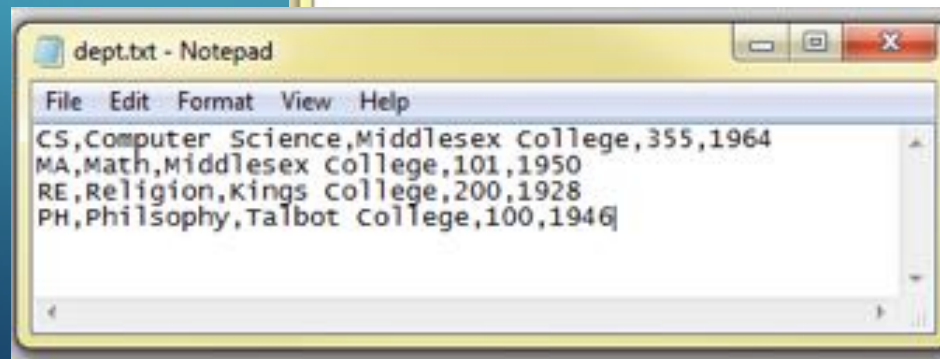 dept.txt - Notepad
File Edit Format View Help
CS,Computer Science,Middlesex College,355,1964
MA,Math,Middlesex College,101,1950
RE,Religion,Kings College,200,1928
PH,Philsophy,Talbot College,100,1946